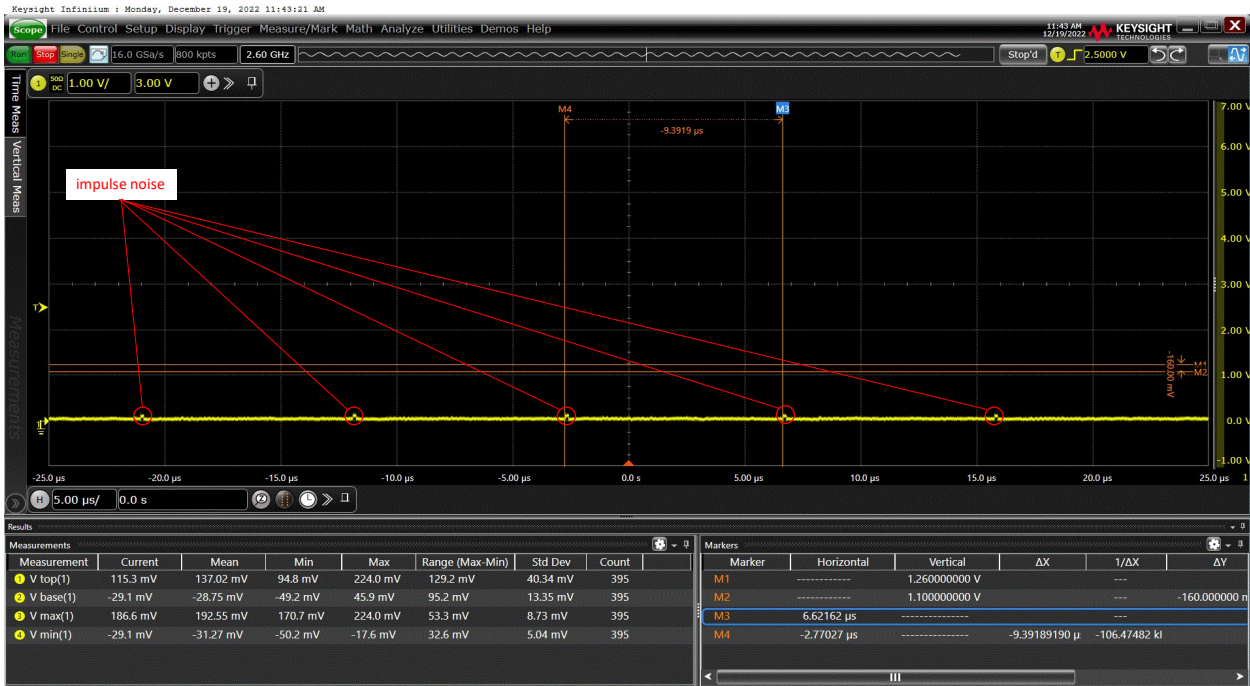 Keysight Infiniium : Monday, December 19, 2022 11:43:21 AM
Scope File Control Setup Display Trigger Measure/Mark Math Analyze Utilities Demos Help
11:43 AM
12/19/2022
KEYSIGHT
TECHNOLOGIES
Run Stop Single 16.0 GSa/s 800 kpts 2.60 GHz Stop'd T 2.5000 V
1 50Ω DC 1.00 V/ 3.00 V
Time Meas
Vertical Meas
Measurements
M4 M3
-9.3919 µs
impulse noise
7.00 V
6.00 V
5.00 V
4.00 V
3.00 V
2.00 V
1.00 V
0.0 V
-1.00 V
T
M1
M2
-160.00 mV
-25.0 µs -20.0 µs -15.0 µs -10.0 µs -5.00 µs 0.0 s 5.00 µs 10.0 µs 15.0 µs 20.0 µs 25.0 µs 1
H 5.00 µs/ 0.0 s
Results
Measurements
Measurement Current Mean Min Max Range (Max-Min) Std Dev Count
1 V top(1) 115.3 mV 137.02 mV 94.8 mV 224.0 mV 129.2 mV 40.34 mV 395
2 V base(1) -29.1 mV -28.75 mV -49.2 mV 45.9 mV 95.2 mV 13.35 mV 395
3 V max(1) 186.6 mV 192.55 mV 170.7 mV 224.0 mV 53.3 mV 8.73 mV 395
4 V min(1) -29.1 mV -31.27 mV -50.2 mV -17.6 mV 32.6 mV 5.04 mV 395
Markers
Marker Horizontal Vertical ΔX 1/ΔX ΔY
M1 ------------ 1.260000000 V ---
M2 ------------ 1.100000000 V --- -160.000000 m
M3 6.62162 µs --------------- ---
M4 -2.77027 µs --------------- -9.39189190 µ -106.47482 kl